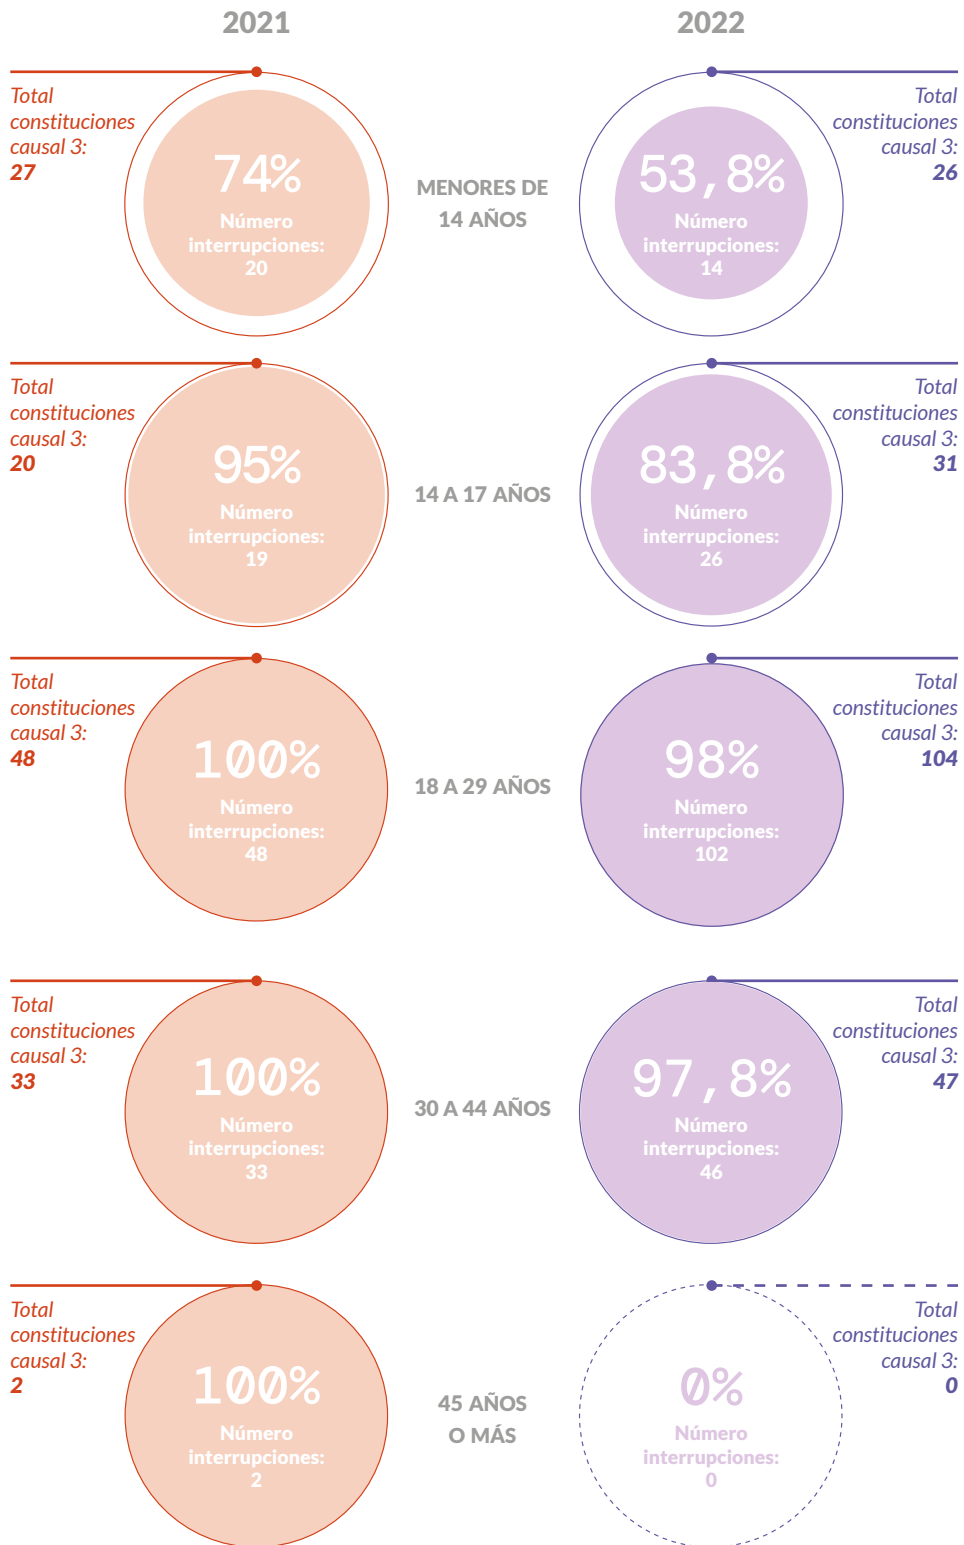 2021
2022
Total
constituciones
causal 3:
27
74%
Número
interrupciones:
20
MENORES DE
14 AÑOS
53,8%
Número
interrupciones:
14
Total
constituciones
causal 3:
26
Total
constituciones
causal 3:
20
95%
Número
interrupciones:
19
14 A 17 AÑOS
83,8%
Número
interrupciones:
26
Total
constituciones
causal 3:
31
Total
constituciones
causal 3:
48
100%
Número
interrupciones:
48
18 A 29 AÑOS
98%
Número
interrupciones:
102
Total
constituciones
causal 3:
104
Total
constituciones
causal 3:
33
100%
Número
interrupciones:
33
30 A 44 AÑOS
97,8%
Número
interrupciones:
46
Total
constituciones
causal 3:
47
Total
constituciones
causal 3:
2
100%
Número
interrupciones:
2
45 AÑOS
O MÁS
0%
Número
interrupciones:
0
Total
constituciones
causal 3:
0